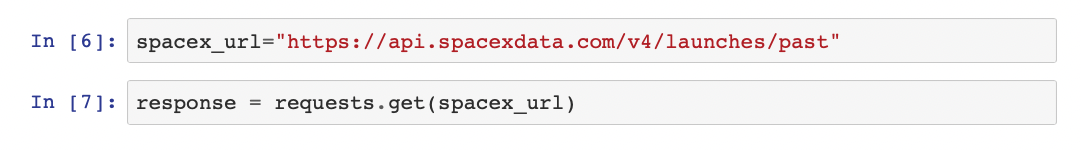 In [6]: spacex_url="https://api.spacexdata.com/v4/launches/past"
In [7]: response = requests.get(spacex_url)